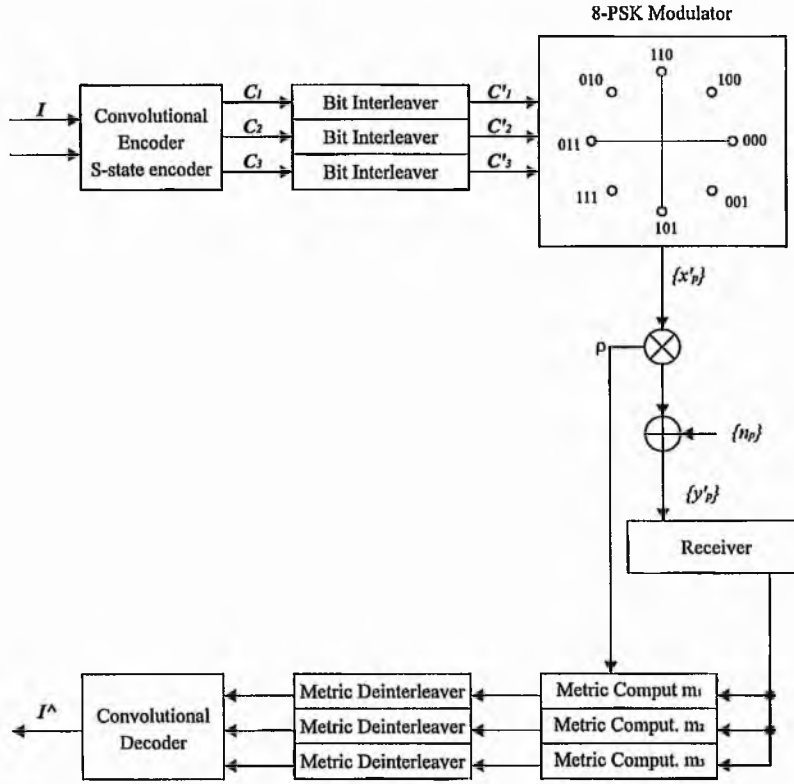 8-PSK Modulator
110
010
100
011
000
111
001
101
I
Convolutional
Encoder
S-state encoder
C1
C2
C3
Bit Interleaver
Bit Interleaver
Bit Interleaver
C'1
C'2
C'3
{x'p}
ρ
{np}
{y'p}
Receiver
I^
Convolutional
Decoder
Metric Deinterleaver
Metric Deinterleaver
Metric Deinterleaver
Metric Comput m1
Metric Comput. m2
Metric Comput. m3